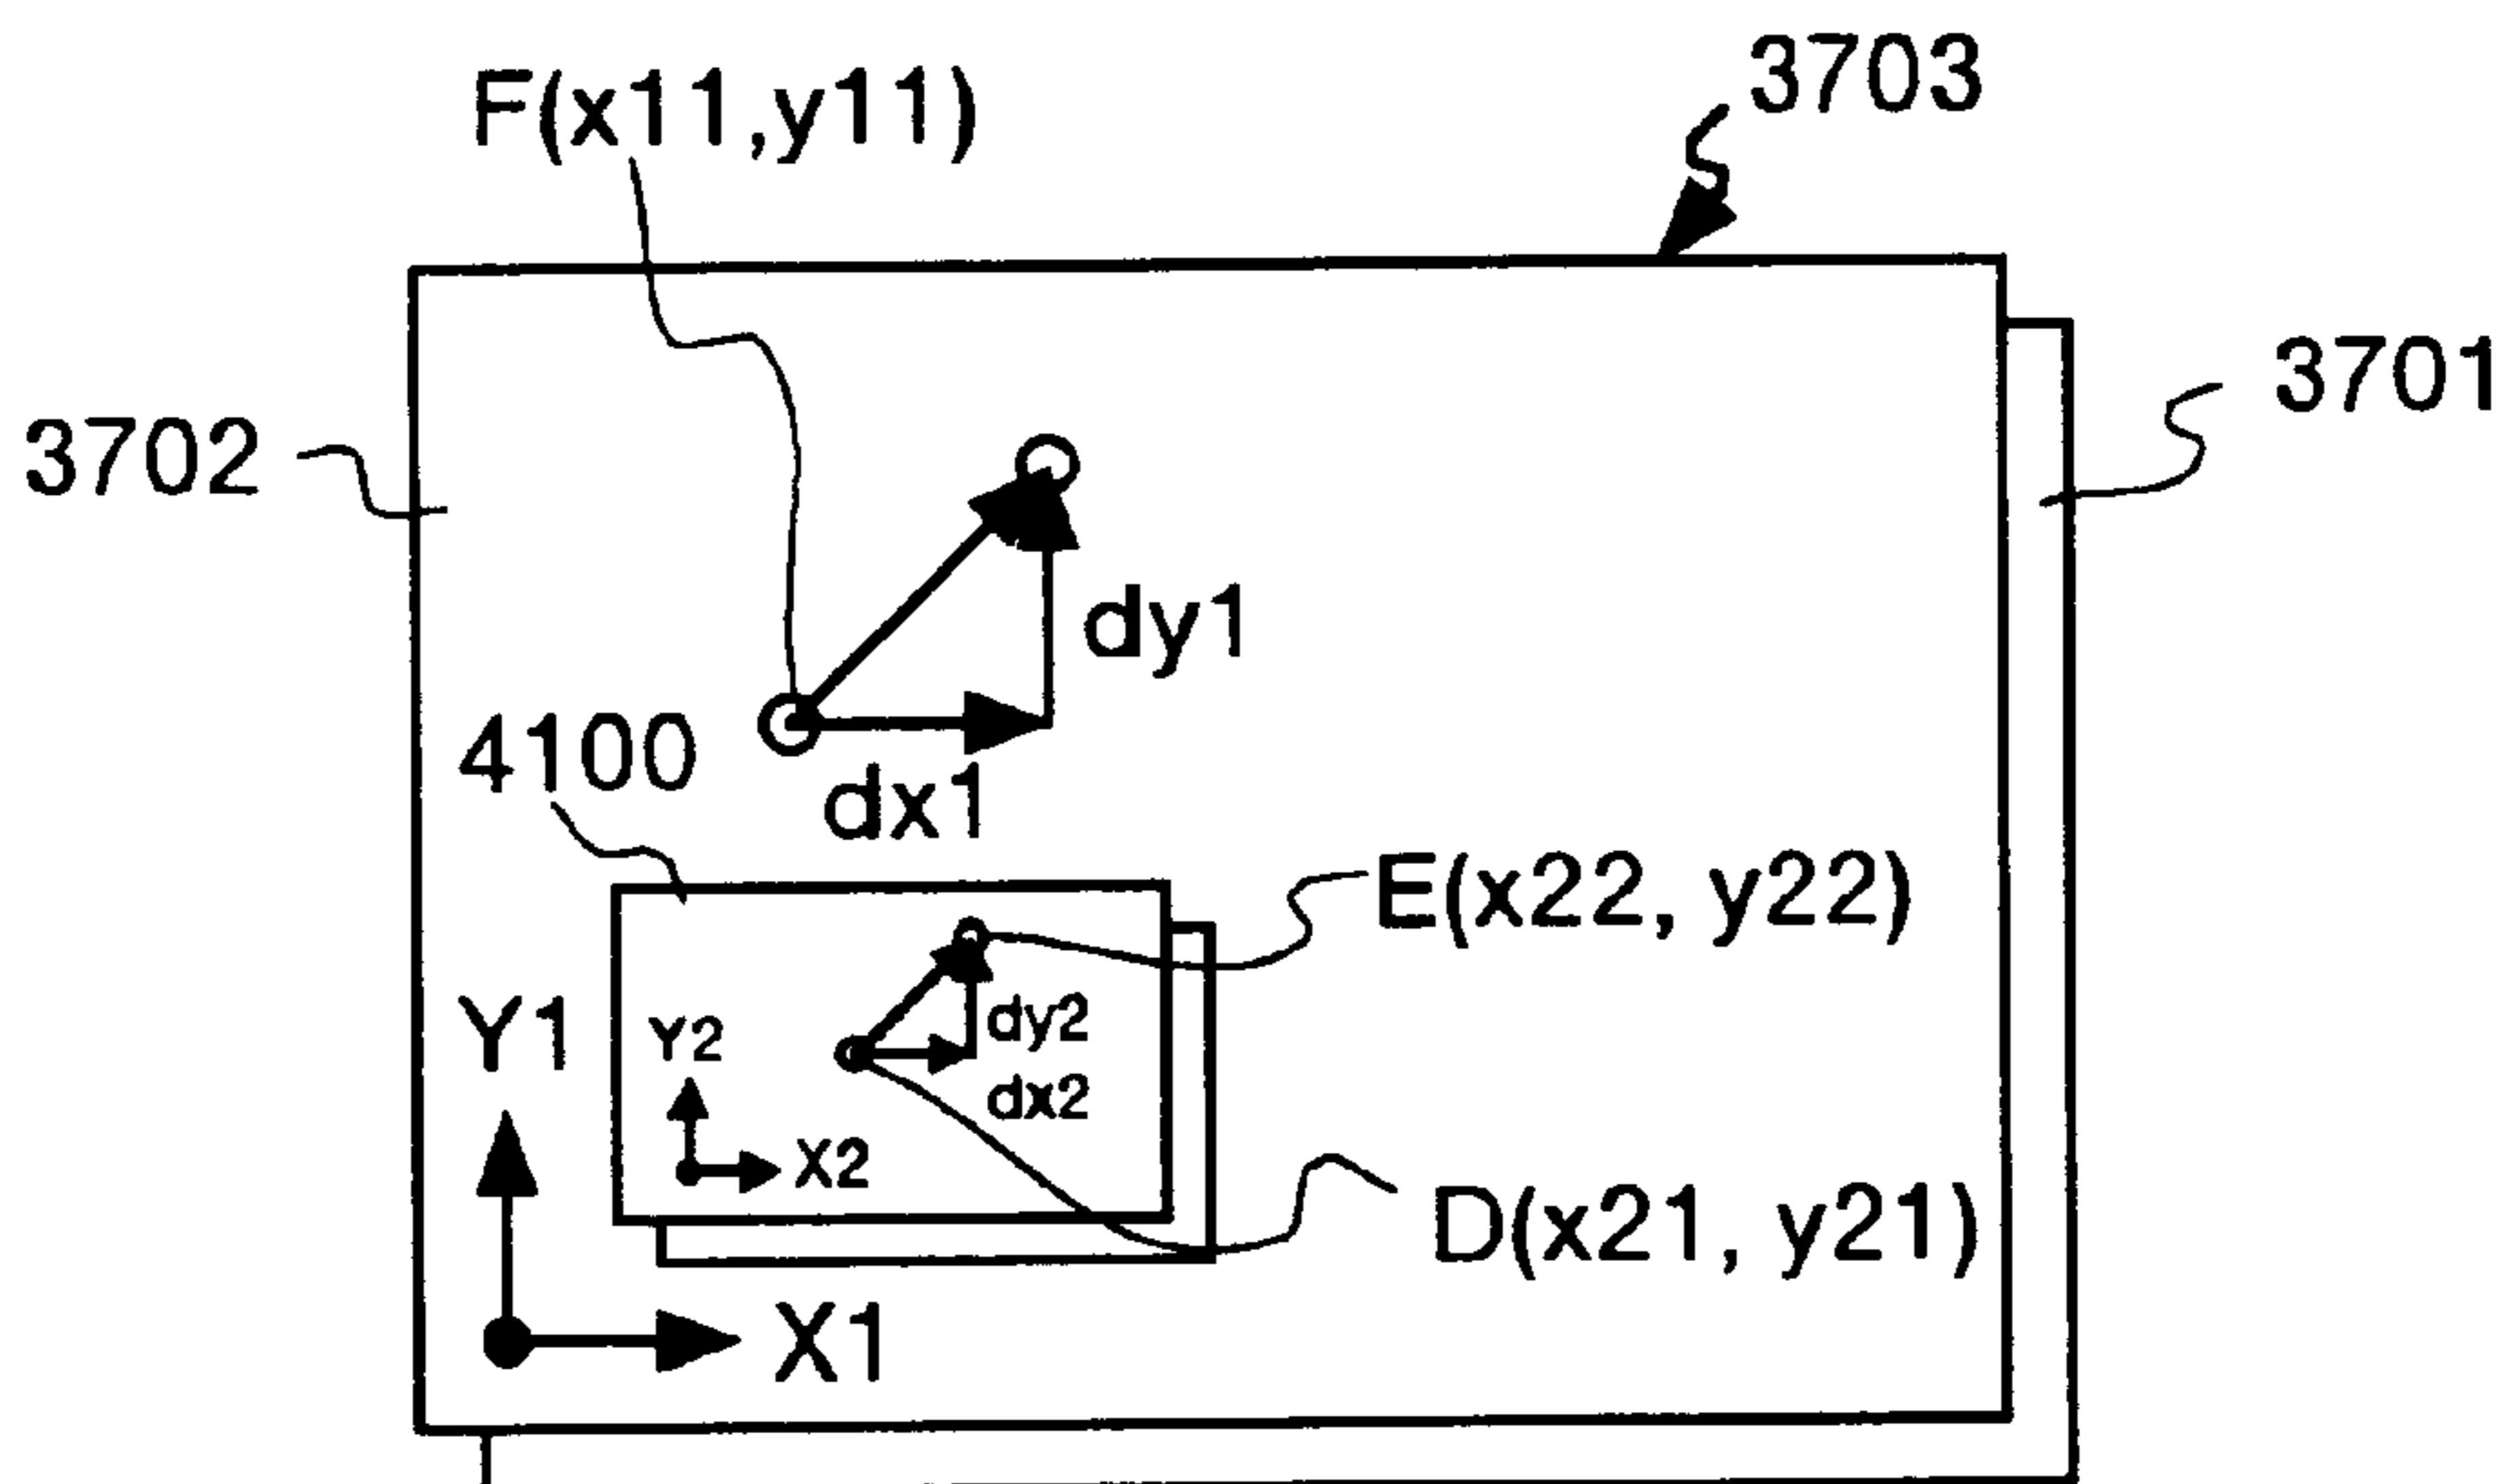 3703
F(x11,y11)
3701
3702
dy1
4100
dx1
E(x22, y22)
Y1
Y2
dy2
dx2
X2
D(x21, y21)
X1